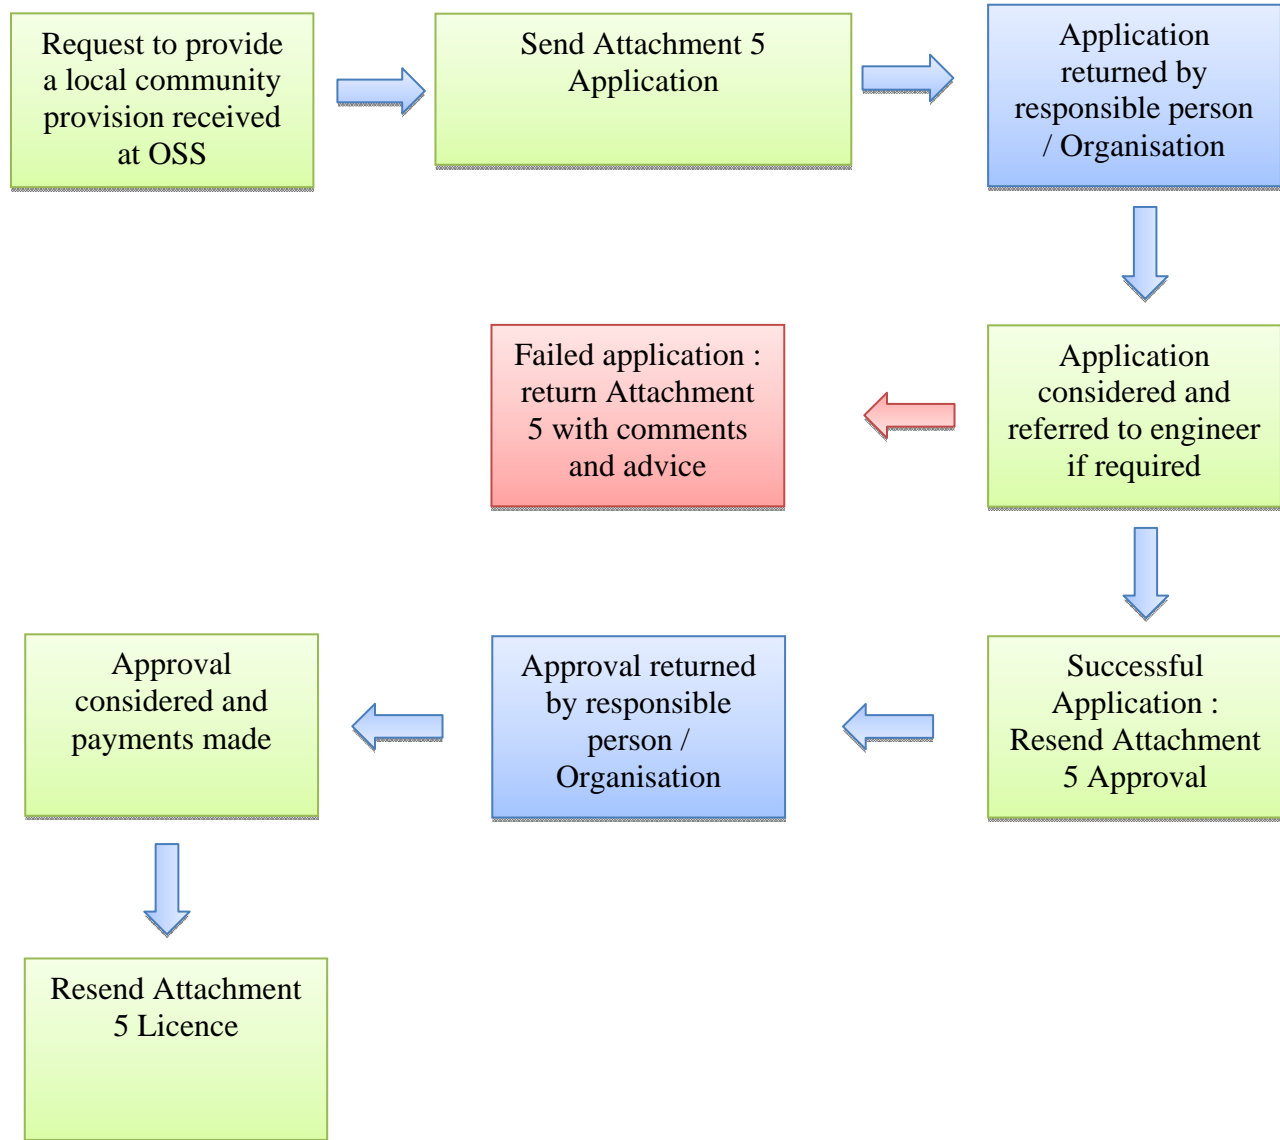 Request to provide
a local community
provision received
at OSS
Send Attachment 5
Application
Application
returned by
responsible person
/ Organisation
Failed application :
return Attachment
5 with comments
and advice
Application
considered and
referred to engineer
if required
Approval
considered and
payments made
Approval returned
by responsible
person /
Organisation
Successful
Application :
Resend Attachment
5 Approval
Resend Attachment
5 Licence